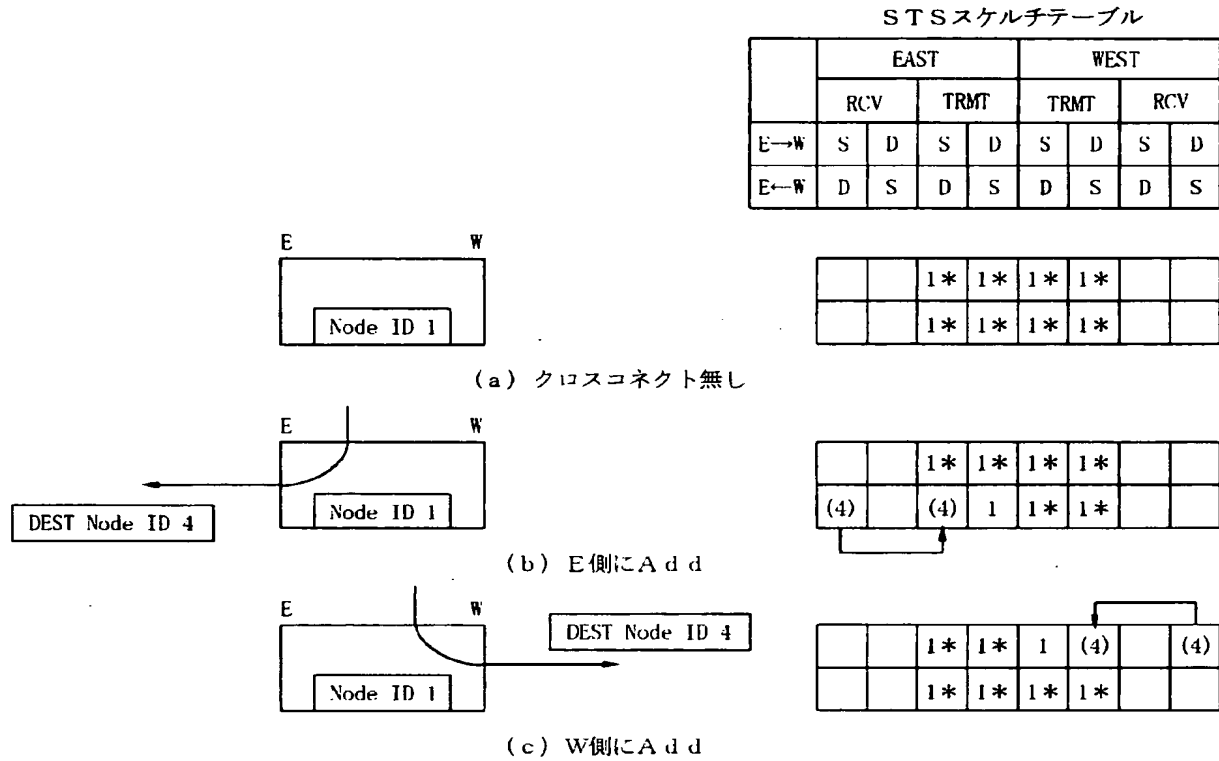 STSスケルチテーブル
EAST WEST
RCV TRMT TRMT RCV
E→W S D S D S D S D
E←W D S D S D S D S
E W
1* 1* 1* 1*
Node ID 1
1* 1* 1* 1*
(a) クロスコネクト無し
E W
1* 1* 1* 1*
DEST Node ID 4
Node ID 1
(4) (4) 1 1* 1*
(b) E側にAdd
E W
DEST Node ID 4
1* 1* 1 (4) (4)
Node ID 1
1* 1* 1* 1*
(c) W側にAdd